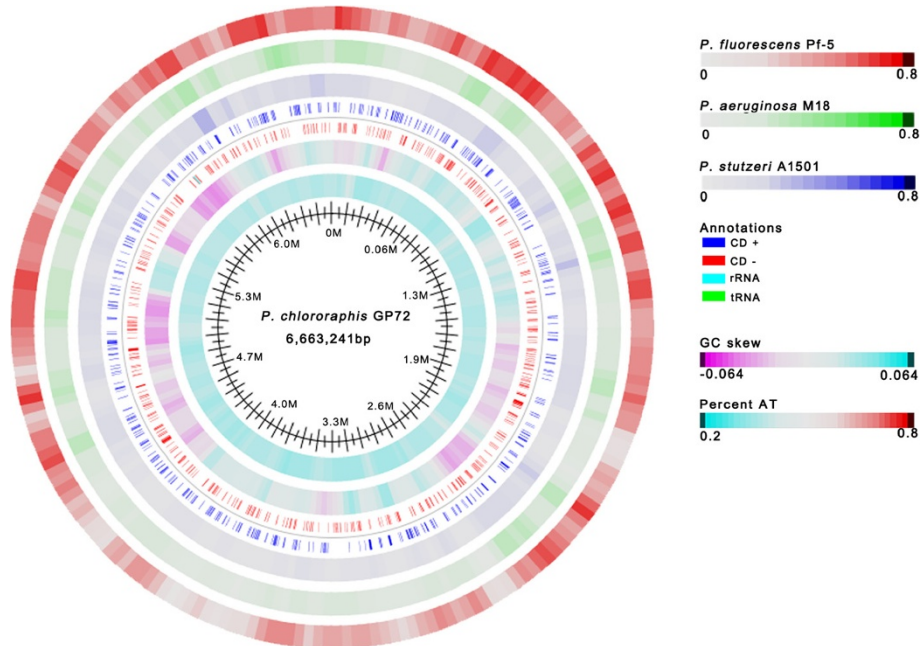 P. fluorescens Pf-5
0 0.8
P. aeruginosa M18
0 0.8
P. stutzeri A1501
0 0.8
Annotations
CD +
CD -
rRNA
tRNA
GC skew
-0.064 0.064
Percent AT
0.2 0.8
0M
0.06M
1.3M
1.9M
2.6M
3.3M
4.0M
4.7M
5.3M
6.0M
P. chlororaphis GP72
6,663,241bp